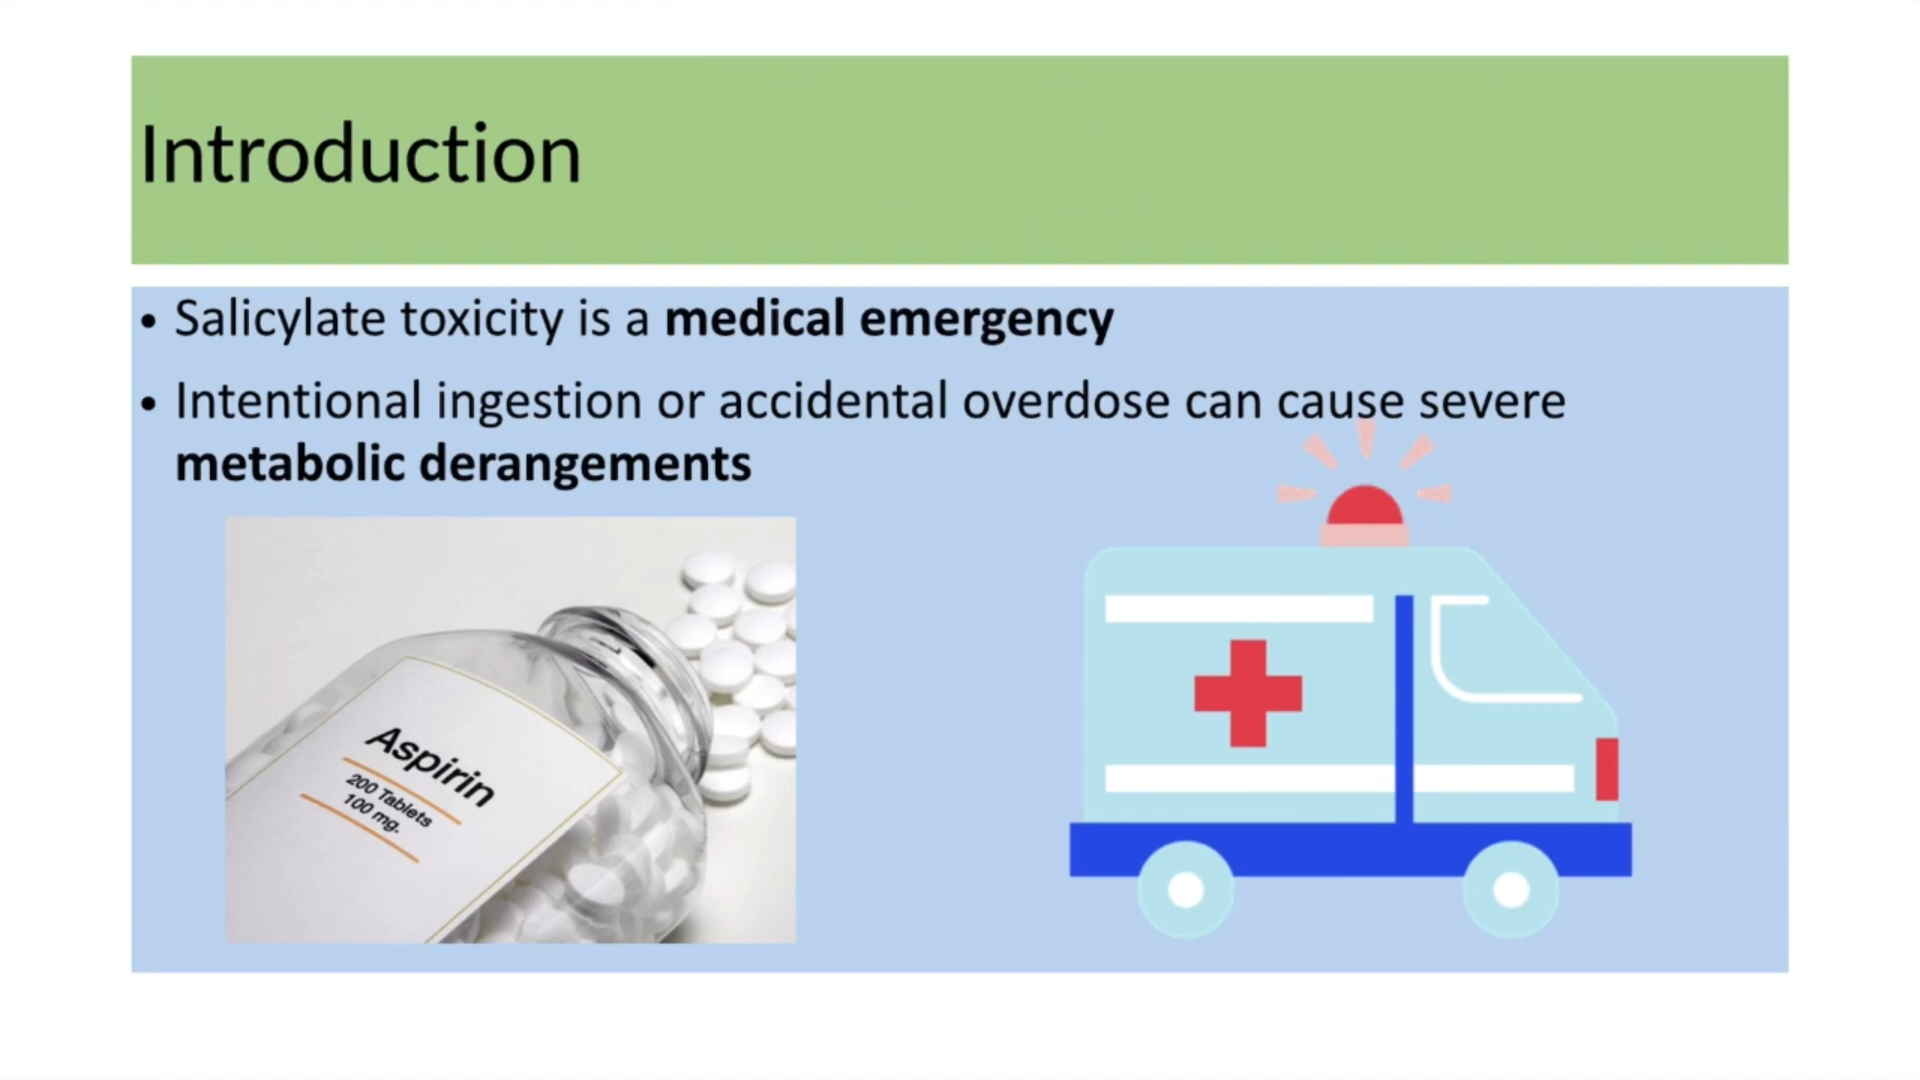 Introduction
• Salicylate toxicity is a medical emergency
• Intentional ingestion or accidental overdose can cause severe
metabolic derangements
Aspirin
200 Tablets
100 mg.